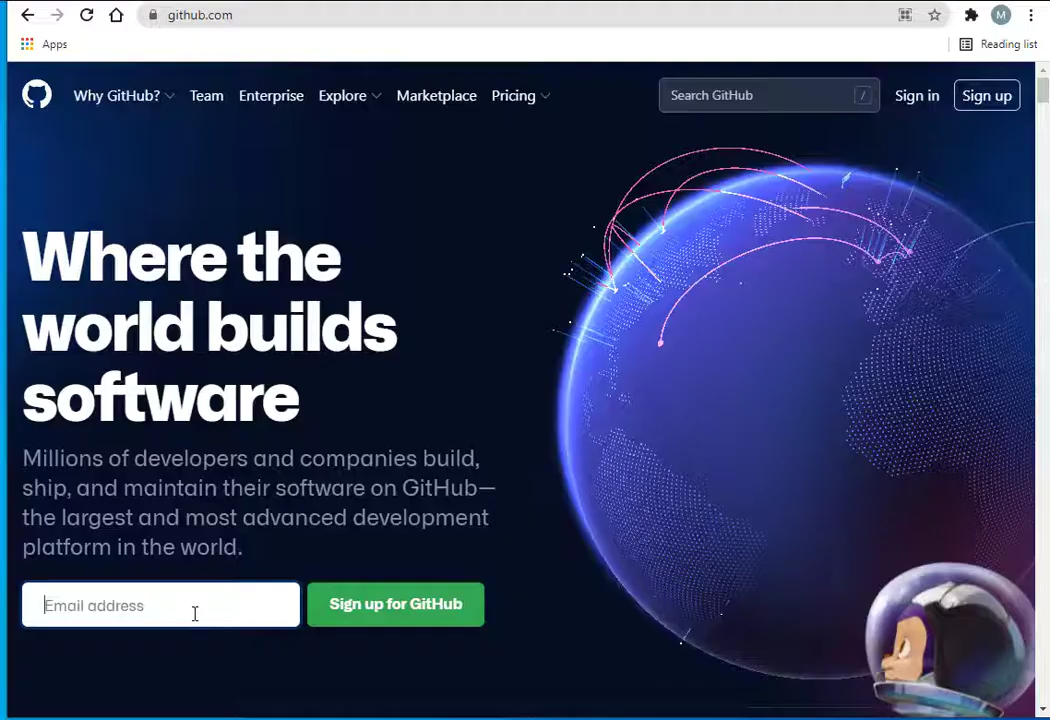 github.com
M
Apps
Reading list
Why GitHub? Team Enterprise Explore Marketplace Pricing
Search GitHub /
Sign in
Sign up
Where the
world builds
software
Millions of developers and companies build,
ship, and maintain their software on GitHub—
the largest and most advanced development
platform in the world.
Email address
Sign up for GitHub